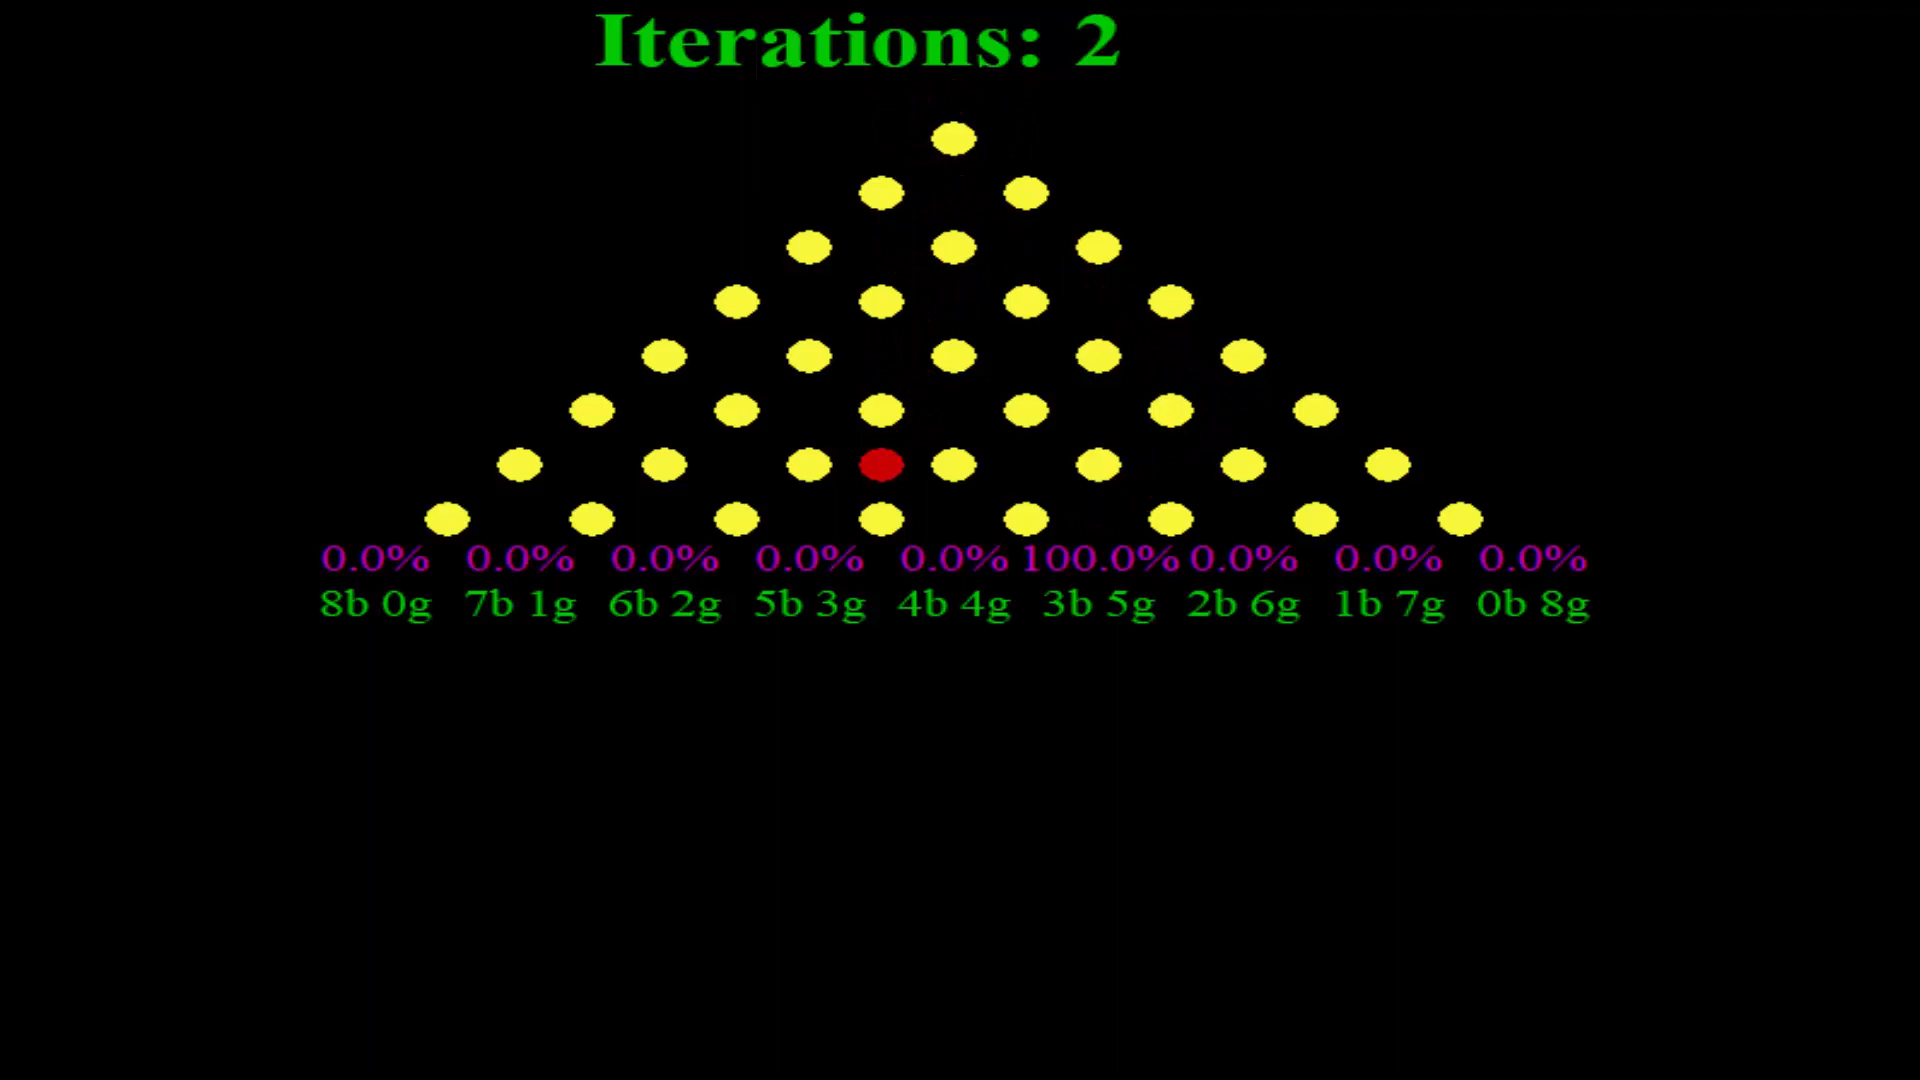 Iterations: 2
0.0% 0.0% 0.0% 0.0% 0.0% 100.0% 0.0% 0.0% 0.0%
8b 0g 7b 1g 6b 2g 5b 3g 4b 4g 3b 5g 2b 6g 1b 7g 0b 8g